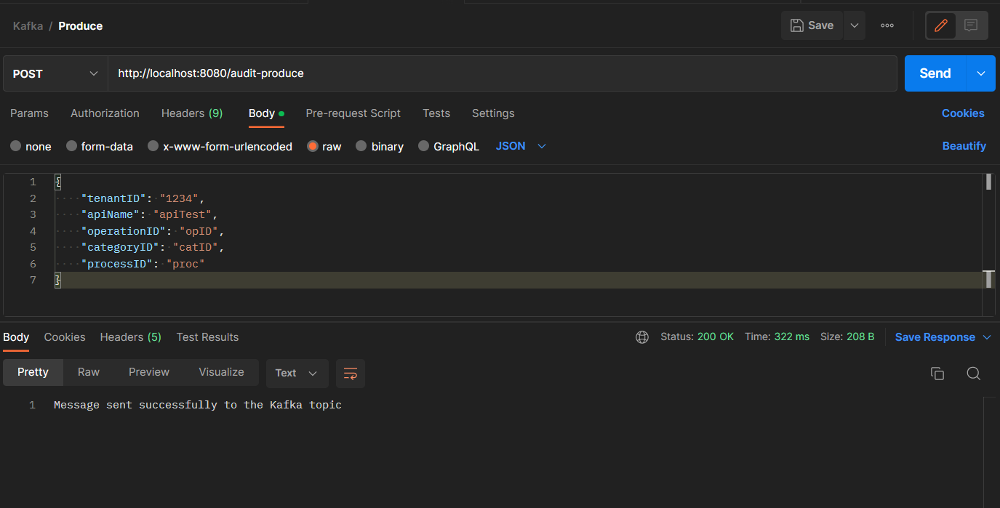 Kafka / Produce
Save
POST
http://localhost:8080/audit-produce
Send
Params Authorization Headers (9) Body Pre-request Script Tests Settings
Cookies
none form-data x-www-form-urlencoded raw binary GraphQL JSON
Beautify
1 {
2 "tenantID": "1234",
3 "apiName": "apiTest",
4 "operationID": "opID",
5 "categoryID": "catID",
6 "processID": "proc"
7 }
Body Cookies Headers (5) Test Results
Status: 200 OK Time: 322 ms Size: 208 B
Save Response
Pretty Raw Preview Visualize Text
1 Message sent successfully to the Kafka topic